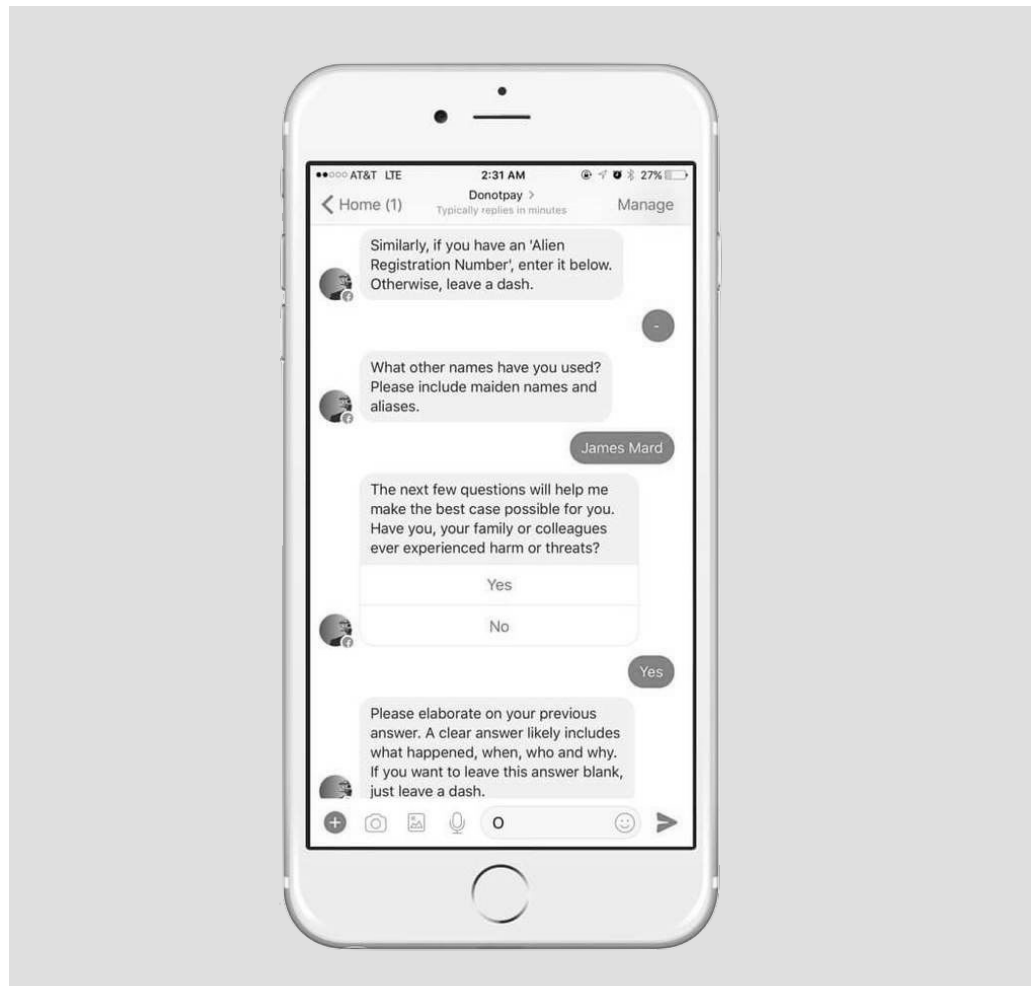 AT&T LTE 2:31 AM 27%
Home (1) Donotpay > Manage
Typically replies in minutes
Similarly, if you have an 'Alien
Registration Number', enter it below.
Otherwise, leave a dash.
-
What other names have you used?
Please include maiden names and
aliases.
James Mard
The next few questions will help me
make the best case possible for you.
Have you, your family or colleagues
ever experienced harm or threats?
Yes
No
Yes
Please elaborate on your previous
answer. A clear answer likely includes
what happened, when, who and why.
If you want to leave this answer blank,
just leave a dash.
O